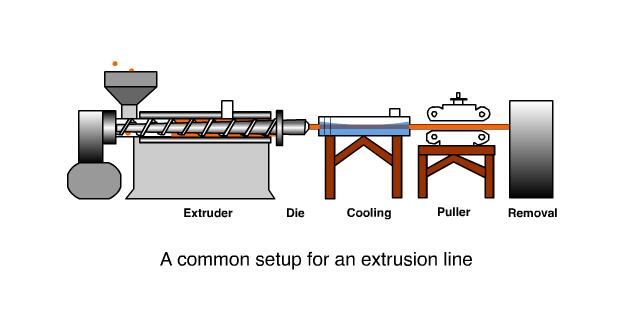 Extruder Die Cooling Puller Removal
A common setup for an extrusion line